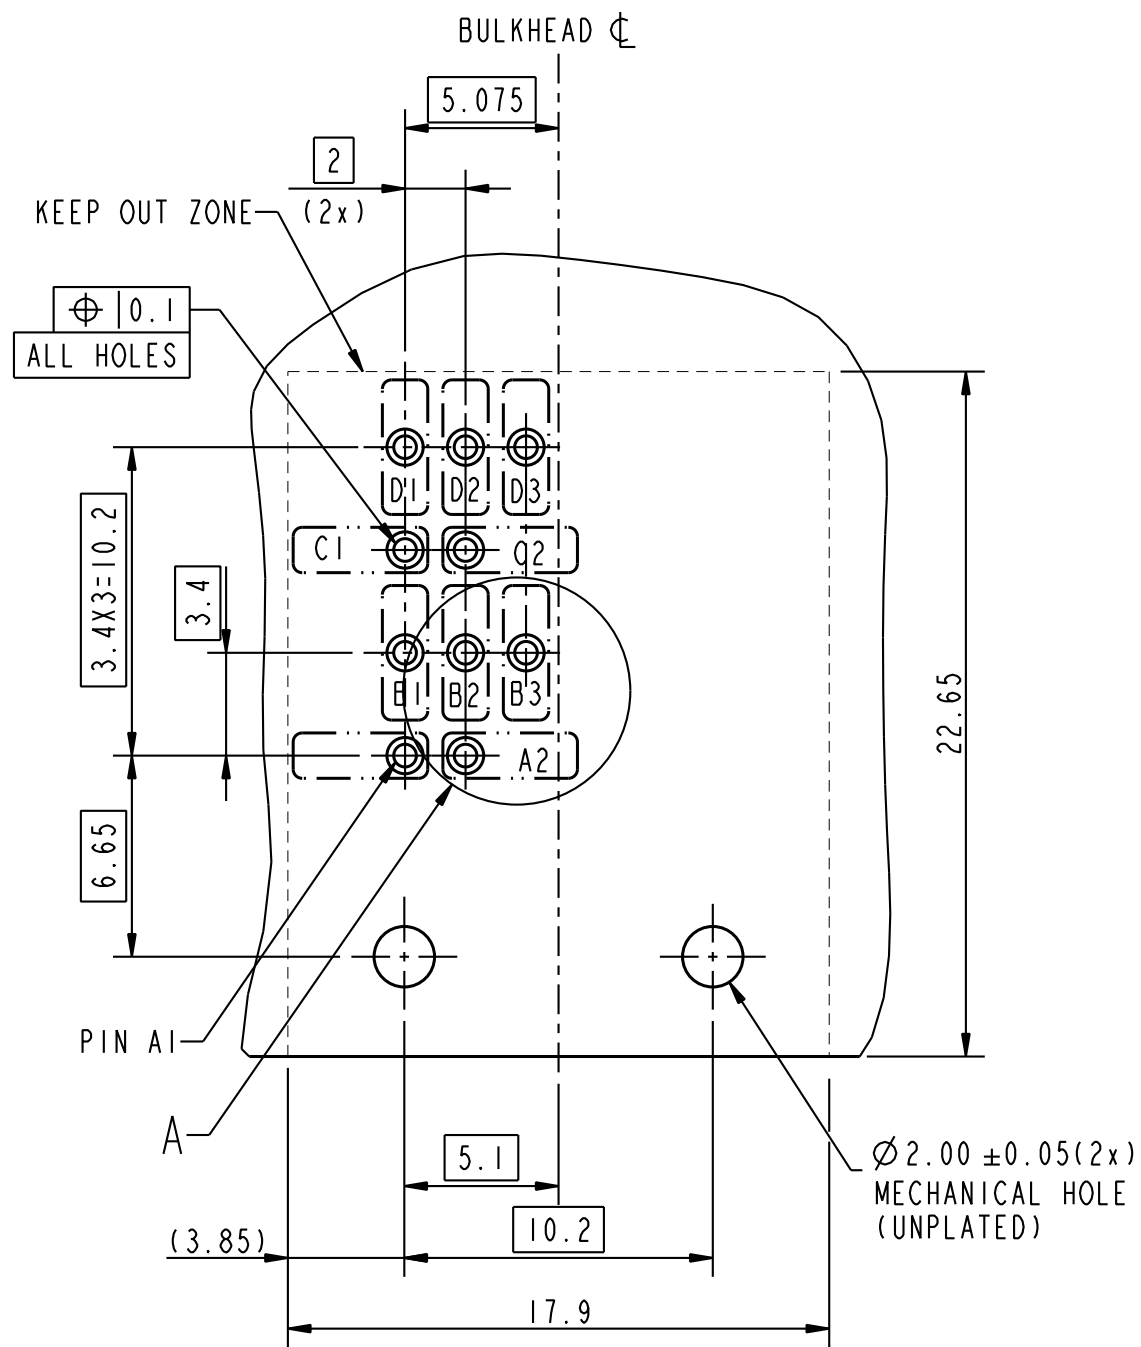 BULKHEAD ℄
5.075
2
(2x)
KEEP OUT ZONE
⌖ 0.1
ALL HOLES
D1 D2 D3
C1 C2
3.4X3=10.2
3.4
B1 B2 B3
A2
22.65
6.65
PIN A1
A
5.1
Ø2.00 ±0.05(2x)
MECHANICAL HOLE
(UNPLATED)
10.2
(3.85)
17.9